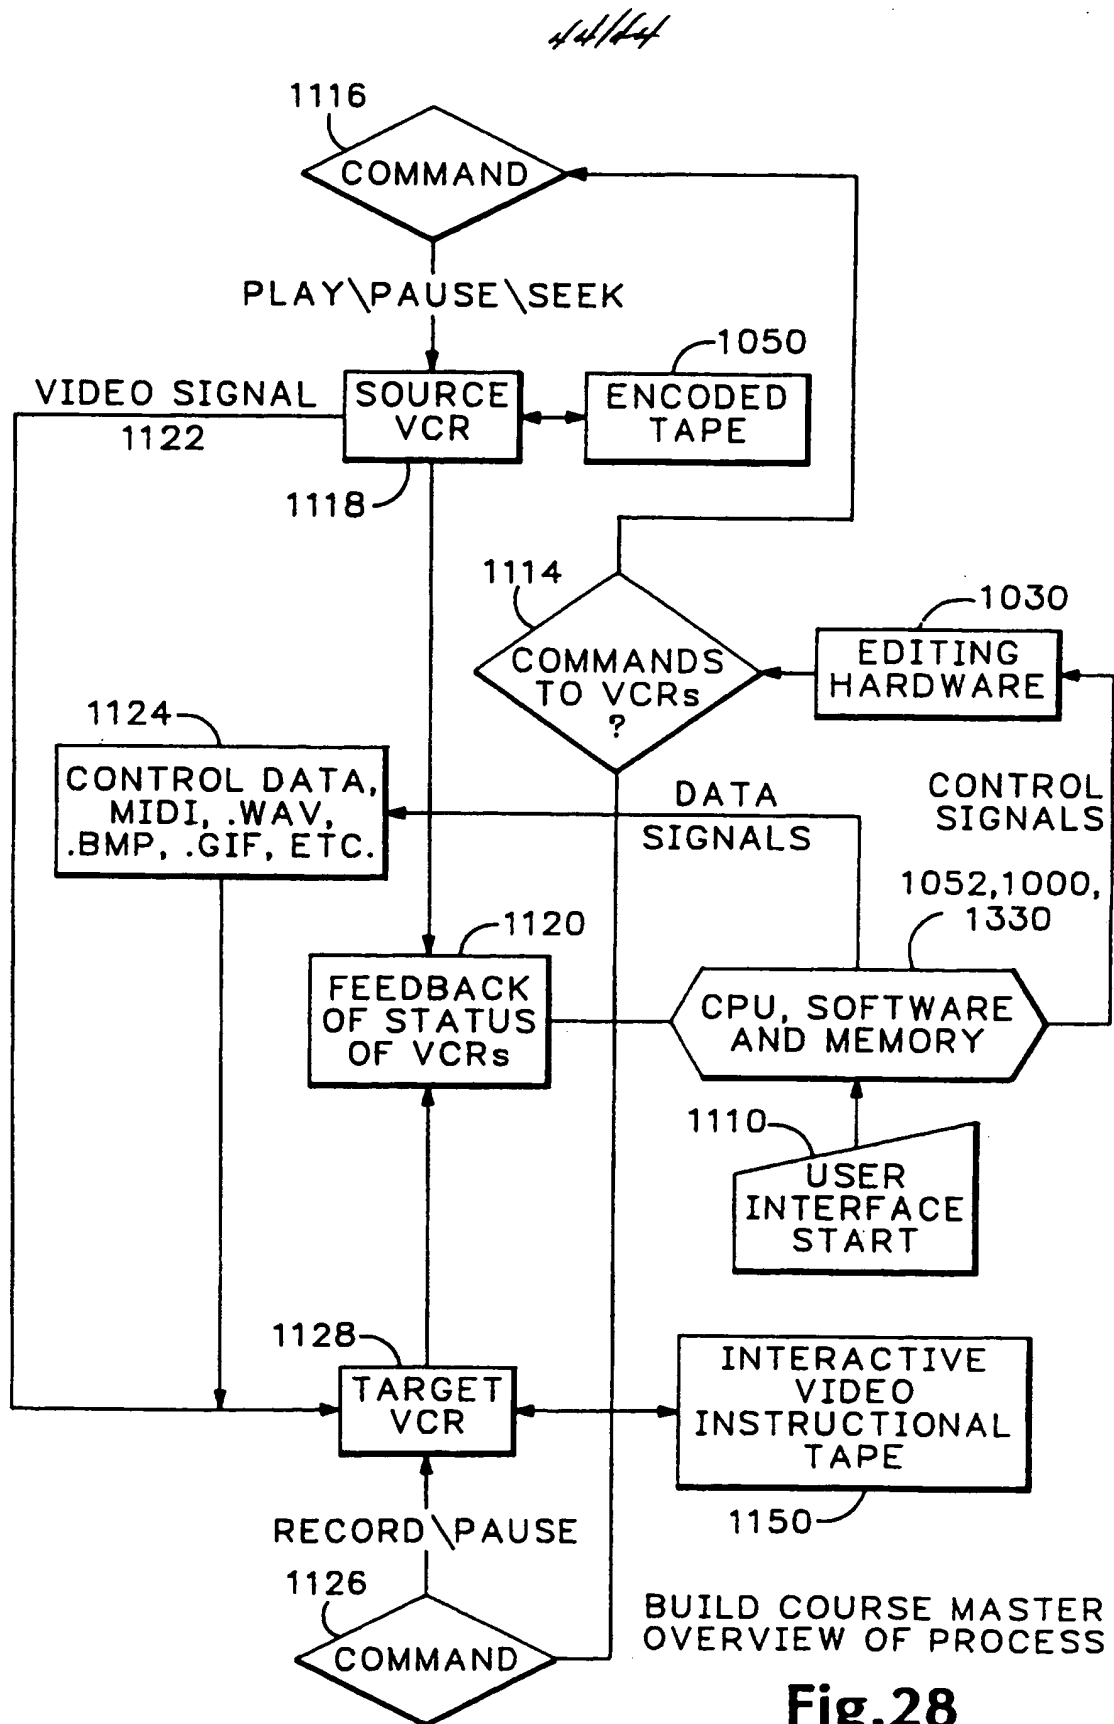 44/44
1116
COMMAND
PLAY\PAUSE\SEEK
1050
VIDEO SIGNAL
1122
SOURCE
VCR
ENCODED
TAPE
1118
1114
1030
COMMANDS
TO VCRs
?
EDITING
HARDWARE
1124
CONTROL DATA,
MIDI, .WAV,
.BMP, .GIF, ETC.
DATA
SIGNALS
CONTROL
SIGNALS
1052,1000,
1330
1120
FEEDBACK
OF STATUS
OF VCRs
CPU, SOFTWARE
AND MEMORY
1110
USER
INTERFACE
START
1128
TARGET
VCR
INTERACTIVE
VIDEO
INSTRUCTIONAL
TAPE
1150
RECORD\PAUSE
1126
COMMAND
BUILD COURSE MASTER
OVERVIEW OF PROCESS
Fig.28